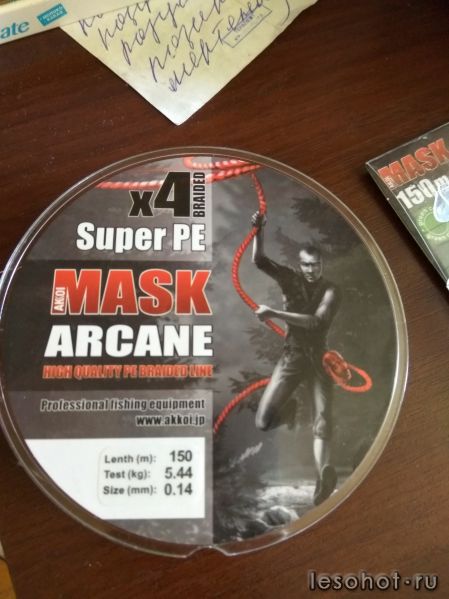 ate
x4 BRAIDED
Super PE
AKKOI MASK
ARCANE
HIGH QUALITY PE BRAIDED LINE
Professional fishing equipment
www.akkoi.jp
Lenth (m): 150
Test (kg): 5.44
Size (mm): 0.14
MASK
150
lesohot.ru